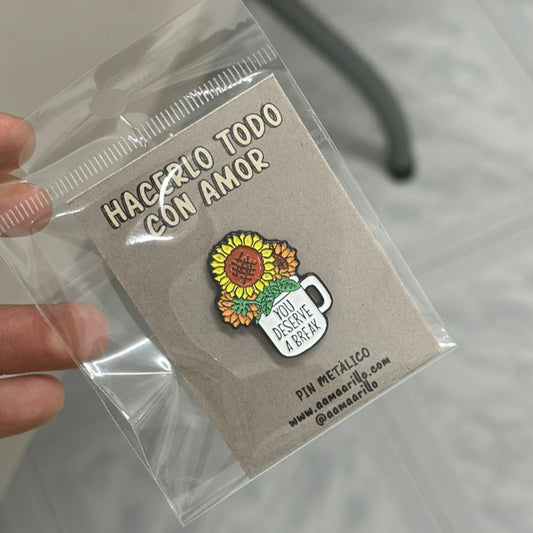 HACERLO TODO
CON AMOR
YOU
DESERVE
A BREAK
PIN METÁLICO
www.aamaarillo.com
@aamaarillo